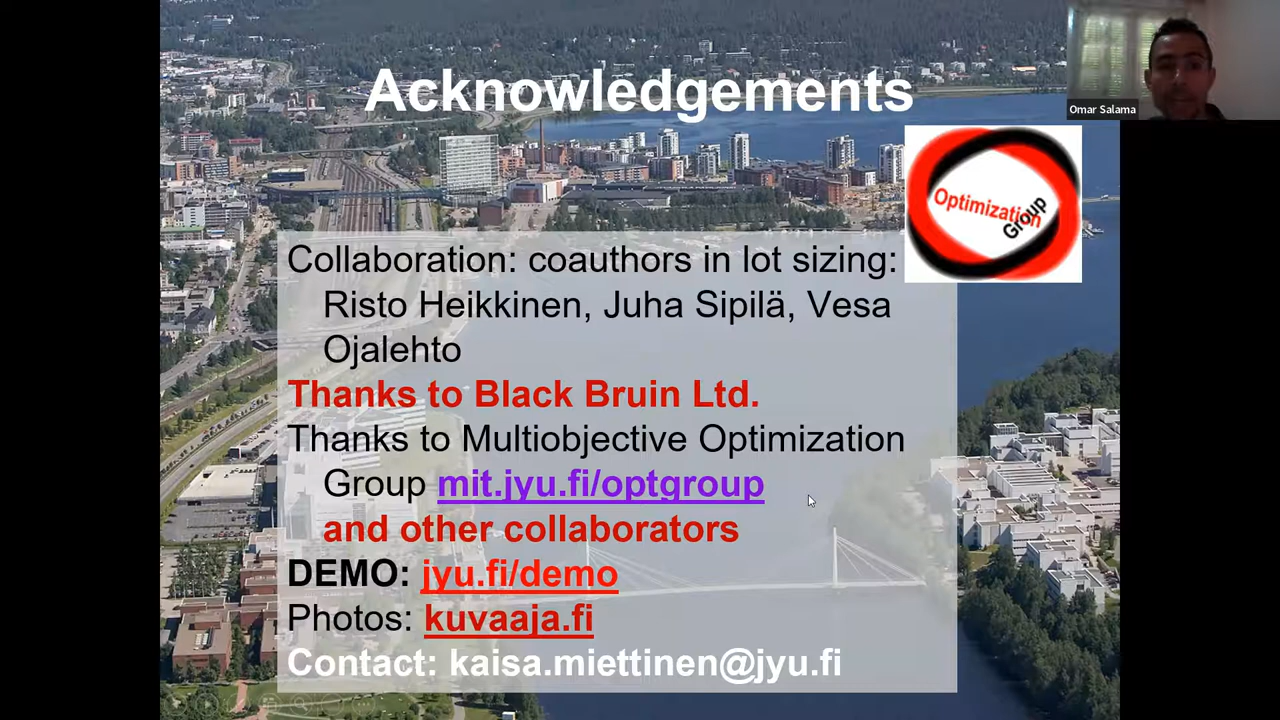 Acknowledgements
Omar Salama
Optimization
Group
Collaboration: coauthors in lot sizing:
Risto Heikkinen, Juha Sipilä, Vesa
Ojalehto
Thanks to Black Bruin Ltd.
Thanks to Multiobjective Optimization
Group mit.jyu.fi/optgroup
and other collaborators
DEMO: jyu.fi/demo
Photos: kuvaaja.fi
Contact: kaisa.miettinen@jyu.fi